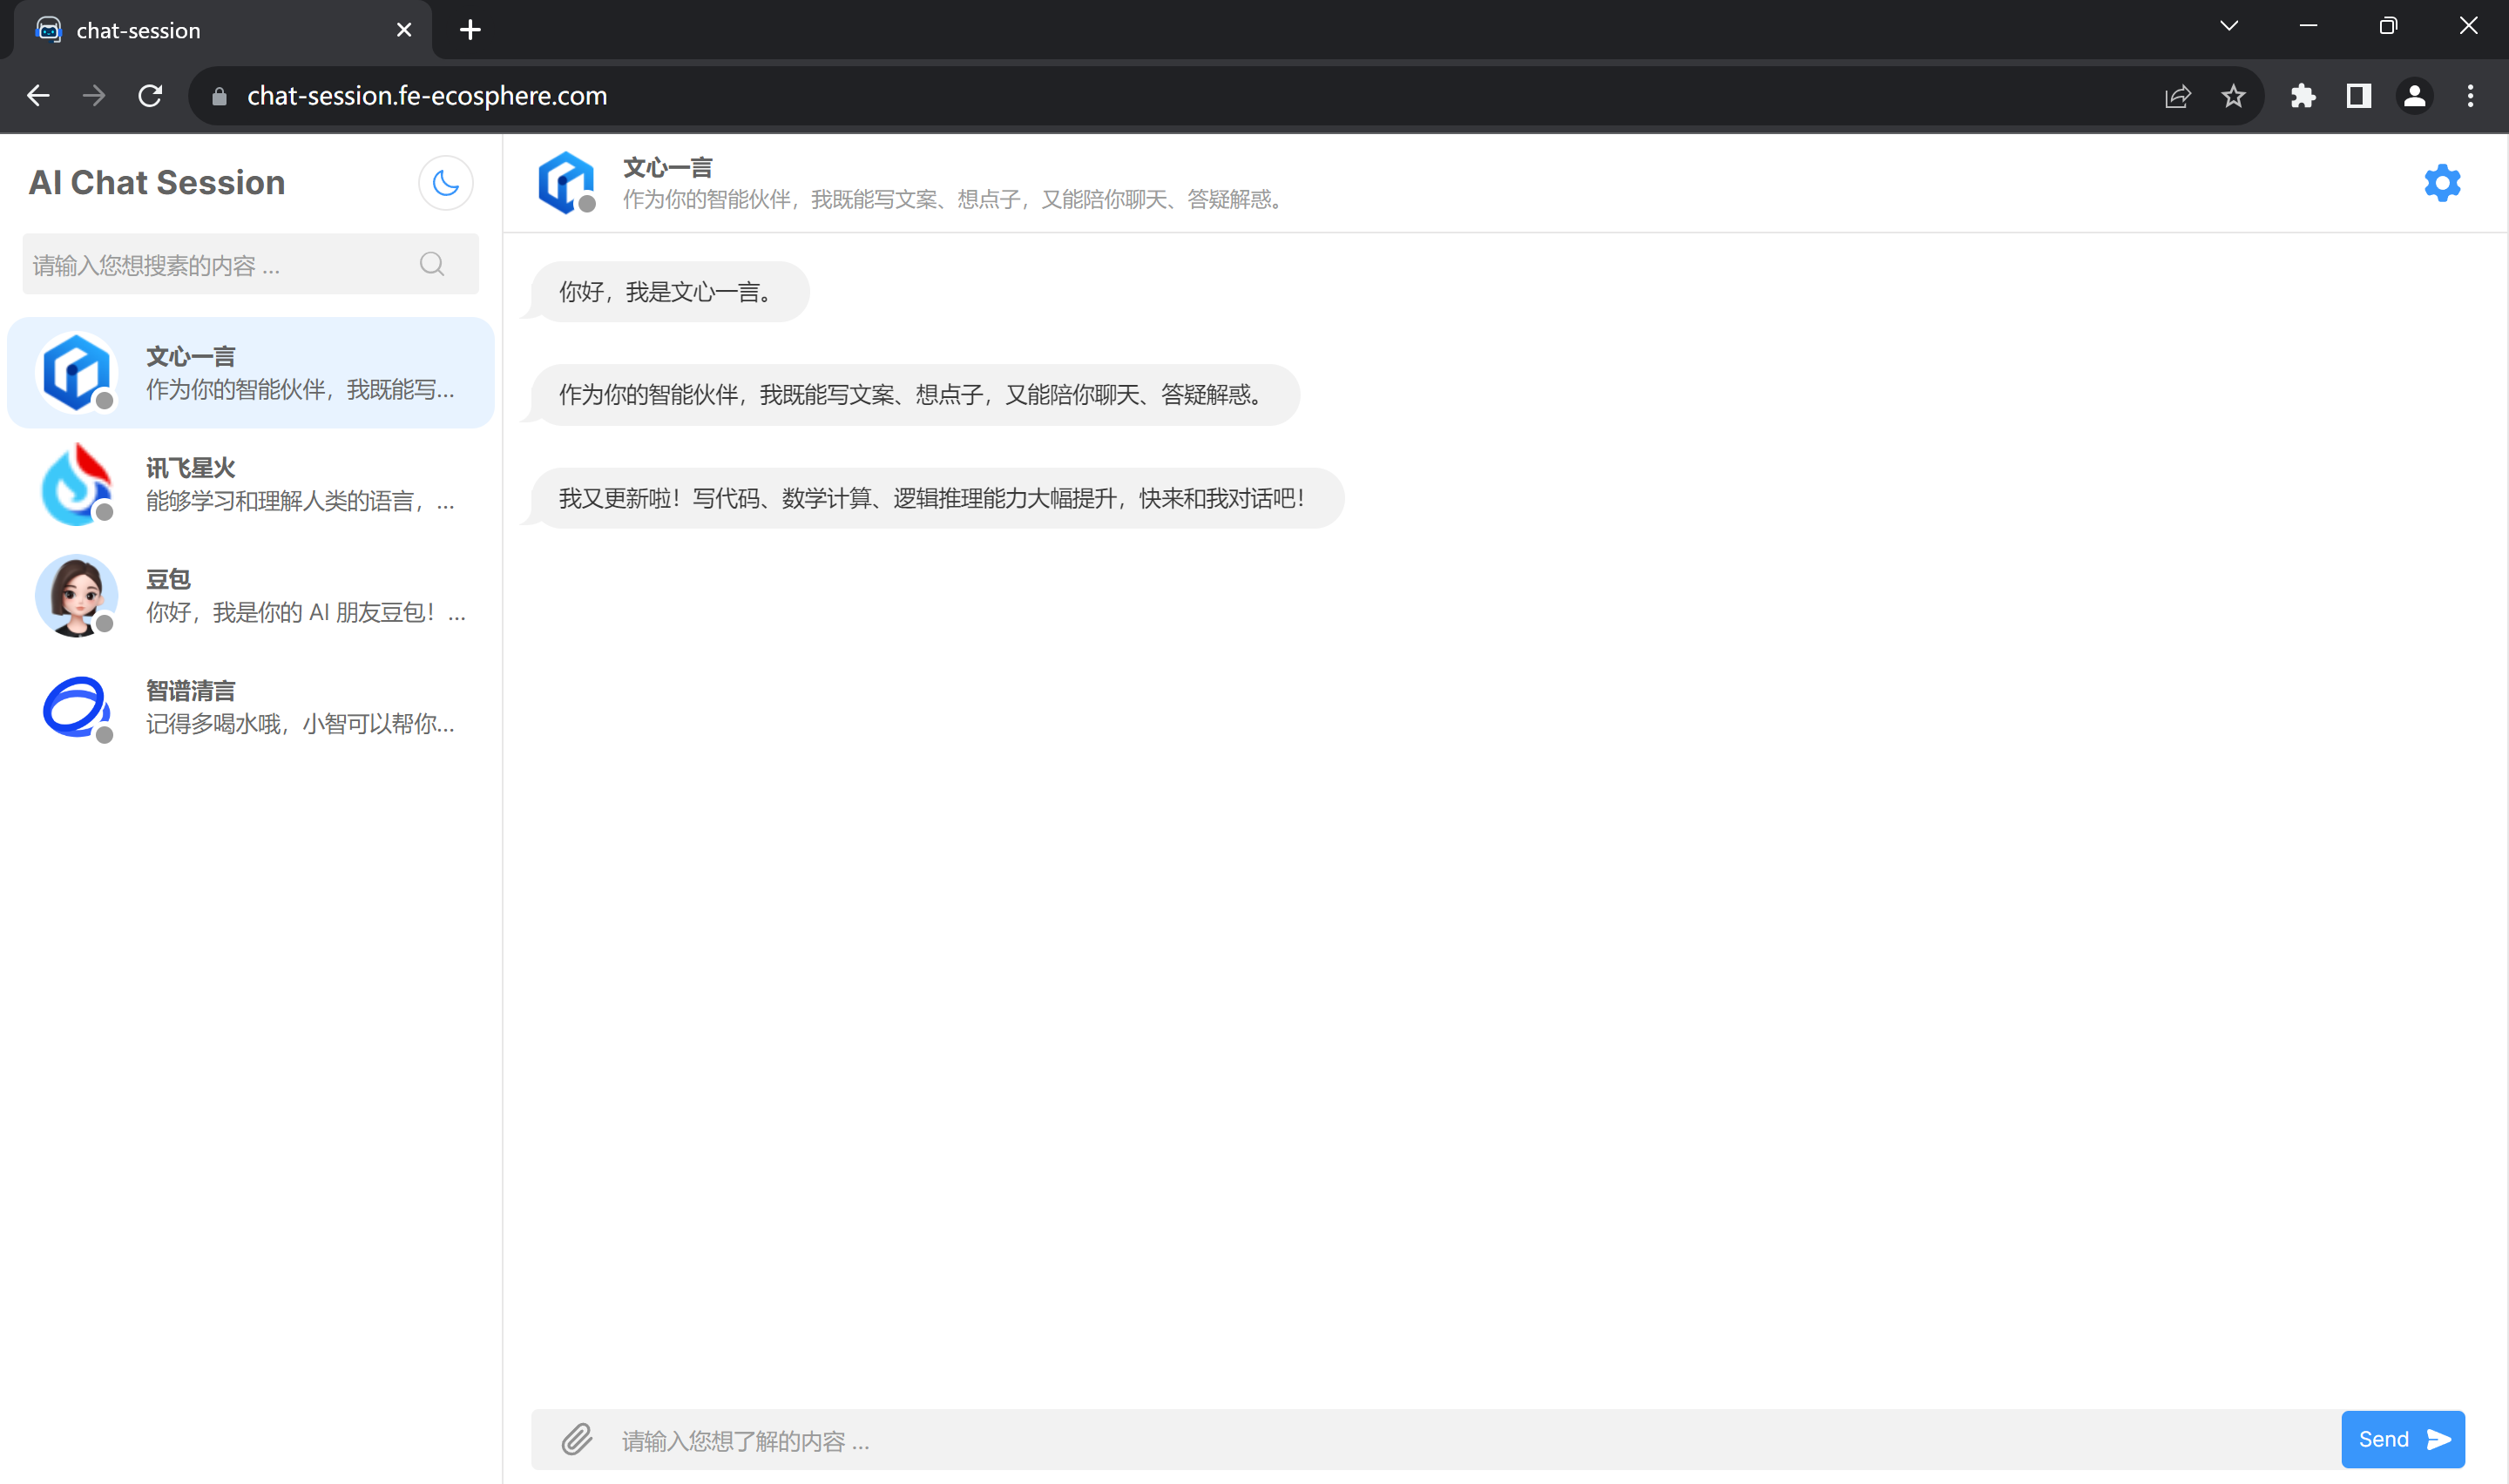 chat-session
chat-session.fe-ecosphere.com
AI Chat Session
请输入您想搜素的内容 ...
文心一言
作为你的智能伙伴，我既能写...
讯飞星火
能够学习和理解人类的语言，...
豆包
你好，我是你的 AI 朋友豆包！...
智谱清言
记得多喝水哦，小智可以帮你...
文心一言
作为你的智能伙伴，我既能写文案、想点子，又能陪你聊天、答疑解惑。
你好，我是文心一言。
作为你的智能伙伴，我既能写文案、想点子，又能陪你聊天、答疑解惑。
我又更新啦！写代码、数学计算、逻辑推理能力大幅提升，快来和我对话吧！
请输入您想了解的内容 ...
Send